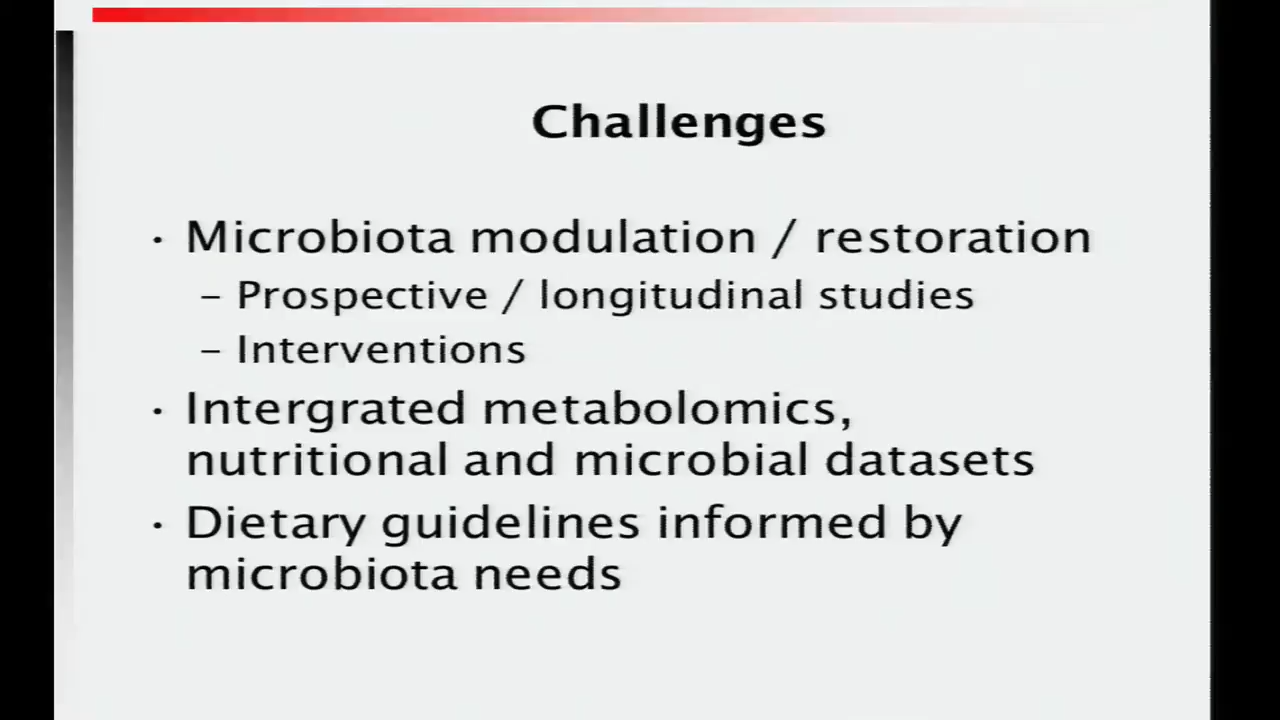 Challenges
· Microbiota modulation / restoration
– Prospective / longitudinal studies
– Interventions
· Intergrated metabolomics,
nutritional and microbial datasets
· Dietary guidelines informed by
microbiota needs